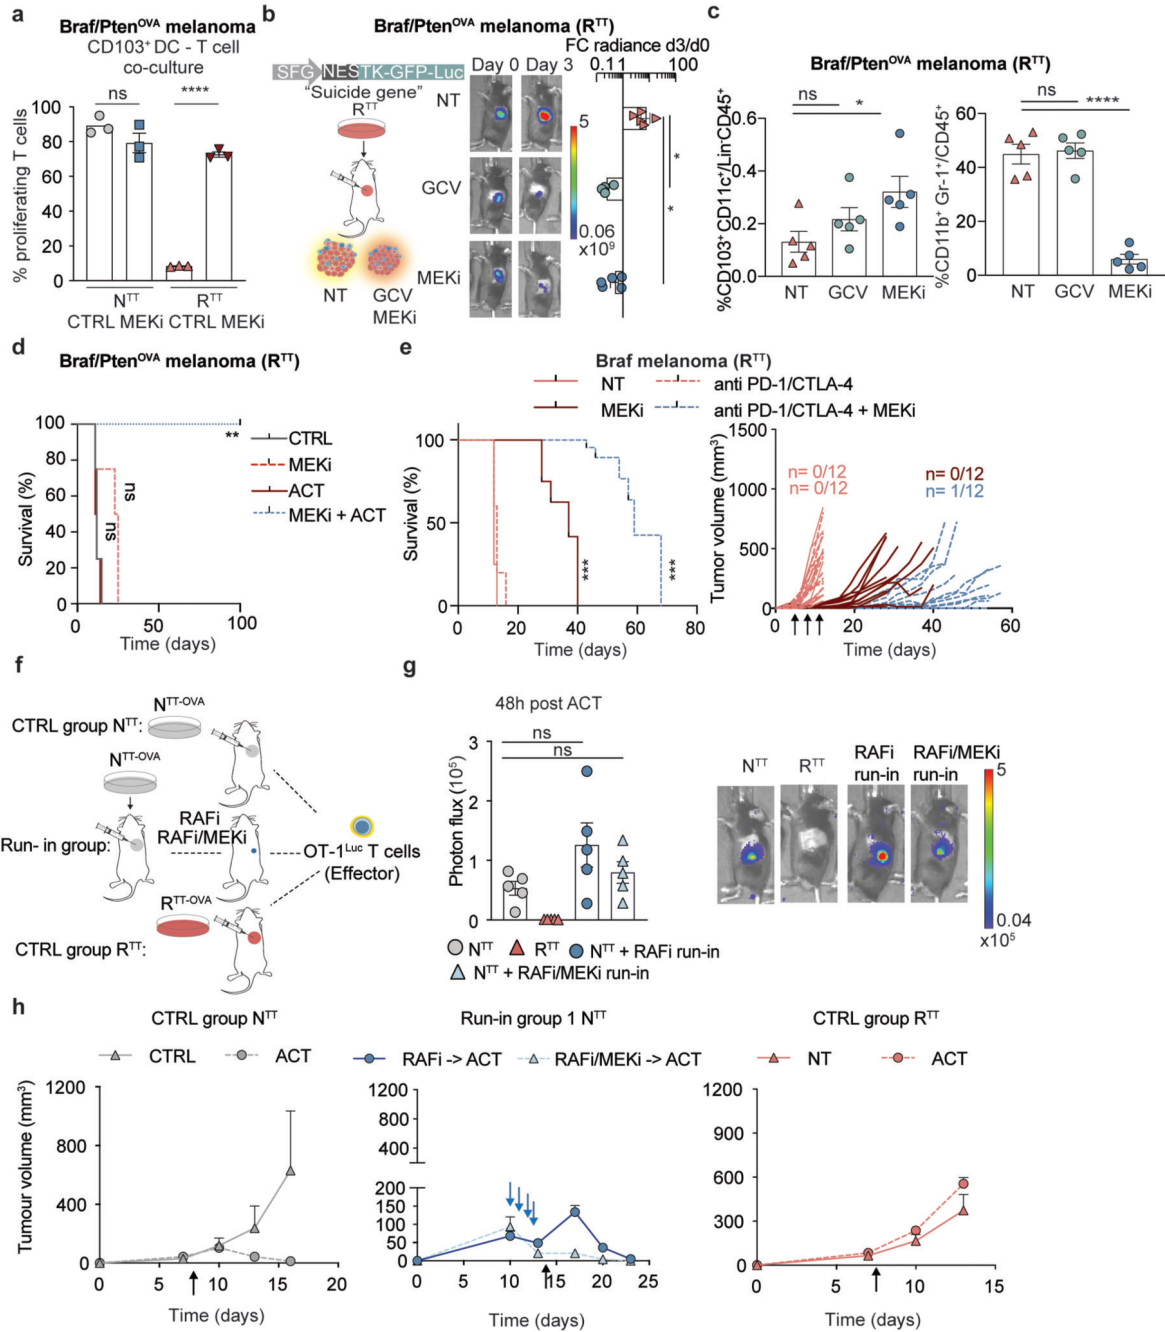 a
Braf/Pten^OVA melanoma
CD103⁺ DC - T cell
co-culture
ns
****
% proliferating T cells
100
80
60
40
20
0
N^TT
R^TT
CTRL MEKi CTRL MEKi
b
Braf/Pten^OVA melanoma (R^TT)
FC radiance d3/d0
SFG NES TK-GFP-Luc
"Suicide gene"
R^TT
Day 0 Day 3
0.1 1 100
NT
GCV
MEKi
5
0.06
x10⁹
*
*
NT
GCV
MEKi
c
Braf/Pten^OVA melanoma (R^TT)
%CD103⁺ CD11c⁺/Lin⁻CD45⁺
ns
*
0.6
0.4
0.2
0.0
NT GCV MEKi
%CD11b⁺ Gr-1⁺/CD45⁺
ns
****
60
40
20
0
NT GCV MEKi
d
Braf/Pten^OVA melanoma (R^TT)
Survival (%)
100
80
60
40
20
0
0 50 100
Time (days)
**
ns
ns
CTRL
MEKi
ACT
MEKi + ACT
e
Braf melanoma (R^TT)
NT
anti PD-1/CTLA-4
MEKi
anti PD-1/CTLA-4 + MEKi
Survival (%)
100
50
0
0 20 40 60 80
Time (days)
***
***
Tumor volume (mm³)
1500
1000
500
0
n= 0/12
n= 0/12
n= 0/12
n= 1/12
0 20 40 60
Time (days)
f
CTRL group N^TT:
N^TT-OVA
N^TT-OVA
Run- in group:
RAFi
RAFi/MEKi
OT-1^Luc T cells
(Effector)
R^TT-OVA
CTRL group R^TT:
g
48h post ACT
ns
ns
Photon flux (10⁵)
3
2
1
0
N^TT R^TT N^TT + RAFi run-in
N^TT + RAFi/MEKi run-in
N^TT
R^TT
RAFi
run-in
RAFi/MEKi
run-in
5
0.04
x10⁵
h
CTRL group N^TT
CTRL ACT
Tumour volume (mm³)
1200
800
400
0
0 5 10 15 20
Time (days)
Run-in group 1 N^TT
RAFi -> ACT RAFi/MEKi -> ACT
1200
800
400
200
150
100
50
0
0 5 10 15 20 25
Time (days)
CTRL group R^TT
NT ACT
1200
900
600
300
0
0 5 10 15
Time (days)